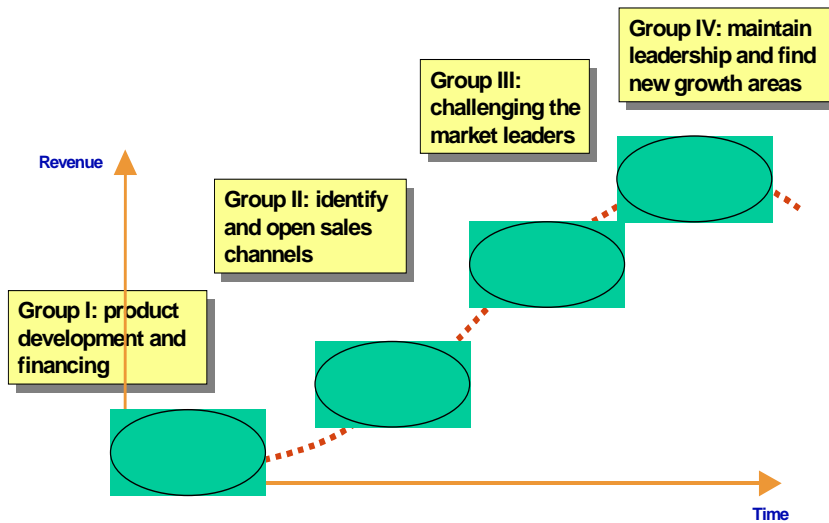 Group IV: maintain
leadership and find
new growth areas
Group III:
challenging the
market leaders
Revenue
Group II: identify
and open sales
channels
Group I: product
development and
financing
Time